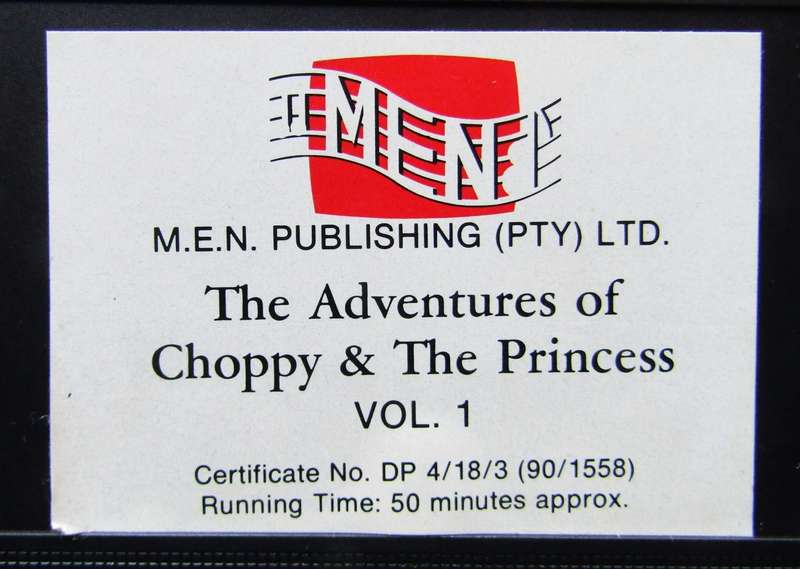 MEN
M.E.N. PUBLISHING (PTY) LTD.
The Adventures of
Choppy & The Princess
VOL. 1
Certificate No. DP 4/18/3 (90/1558)
Running Time: 50 minutes approx.